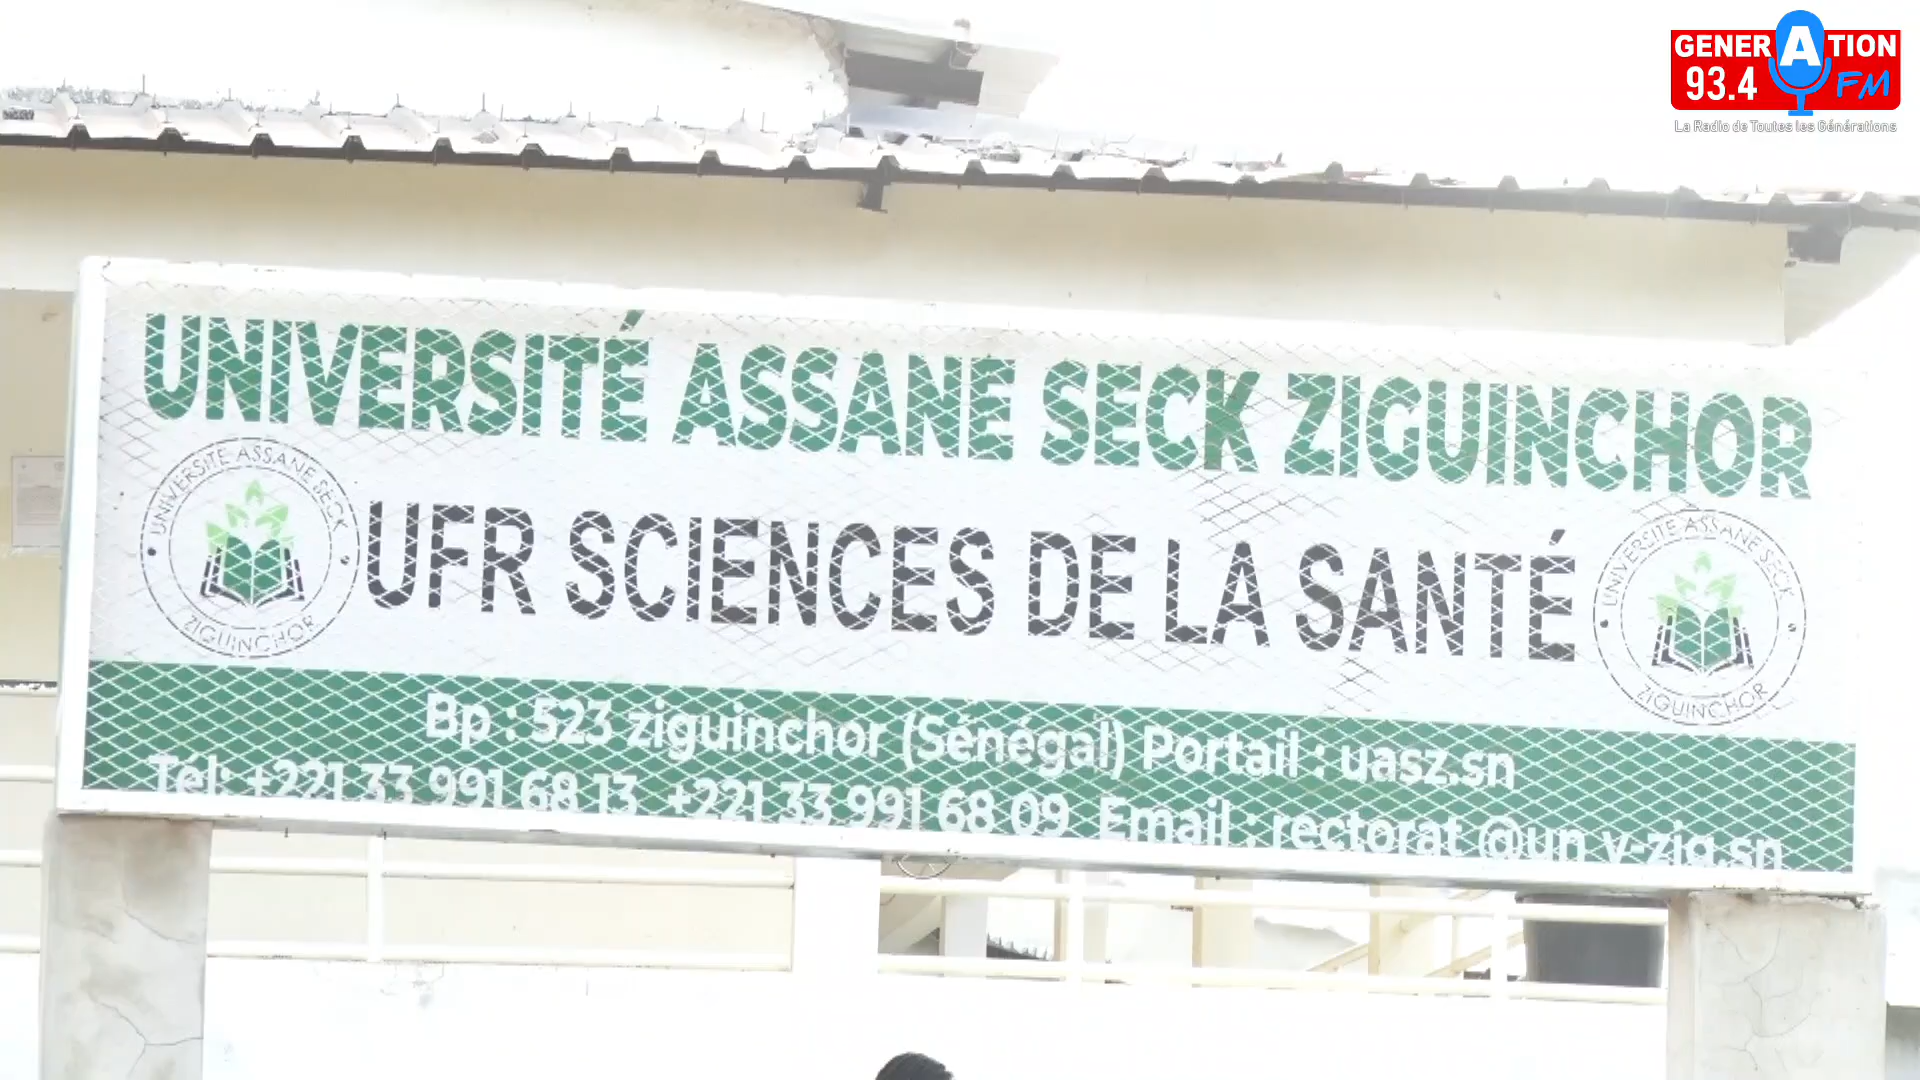 GENERATION
93.4 FM
La Radio de Toutes les Générations
UNIVERSITÉ ASSANE SECK ZIGUINCHOR
UNIVERSITE ASSANE SECK
ZIGUINCHOR
UFR SCIENCES DE LA SANTÉ
UNIVERSITE ASSANE SECK
ZIGUINCHOR
Bp : 523 ziguinchor (Sénégal) Portail : uasz.sn
Tél: +221 33 991 68 13 +221 33 991 68 09 Email : rectorat @un v-zig.sn